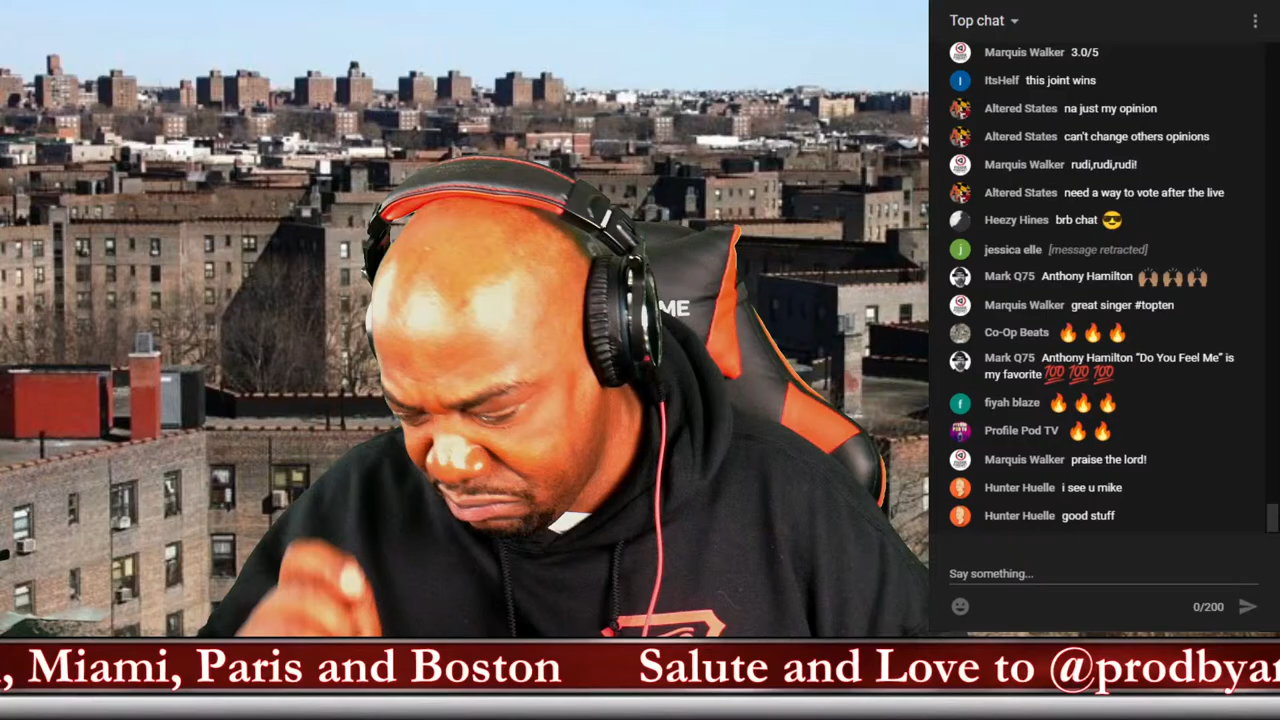 Top chat
Marquis Walker 3.0/5
ItsHelf this joint wins
Altered States na just my opinion
Altered States can't change others opinions
Marquis Walker rudi,rudi,rudi!
Altered States need a way to vote after the live
Heezy Hines brb chat 😎
jessica elle [message retracted]
Mark Q75 Anthony Hamilton 🙌🏽 🙌🏽 🙌🏽
Marquis Walker great singer #topten
Co-Op Beats 🔥 🔥 🔥
Mark Q75 Anthony Hamilton “Do You Feel Me” is
my favorite 💯 💯 💯
fiyah blaze 🔥 🔥 🔥
Profile Pod TV 🔥 🔥
Marquis Walker praise the lord!
Hunter Huelle i see u mike
Hunter Huelle good stuff
Say something...
0/200
ME
, Miami, Paris and Boston Salute and Love to @prodbyar